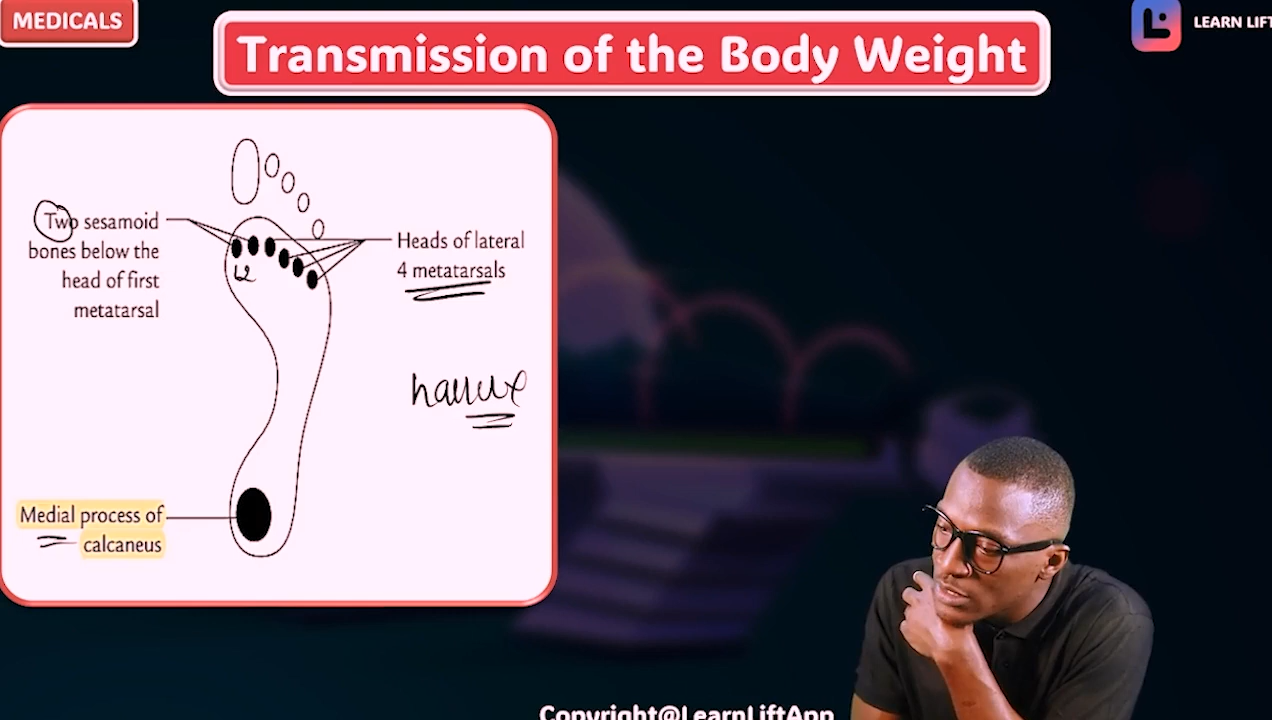 MEDICALS
LEARN LIFT
Transmission of the Body Weight
Two sesamoid
bones below the
head of first
metatarsal
Heads of lateral
4 metatarsals
Medial process of
calcaneus
Copyright@LearnLiftApp